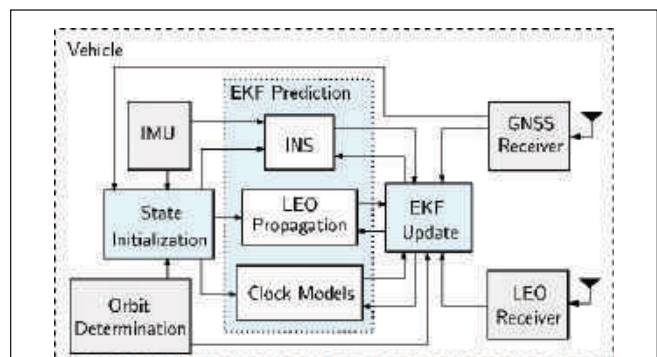 Vehicle
EKF Prediction
IMU
INS
GNSS
Receiver
State
Initialization
LEO
Propagation
EKF
Update
Clock Models
Orbit
Determination
LEO
Receiver